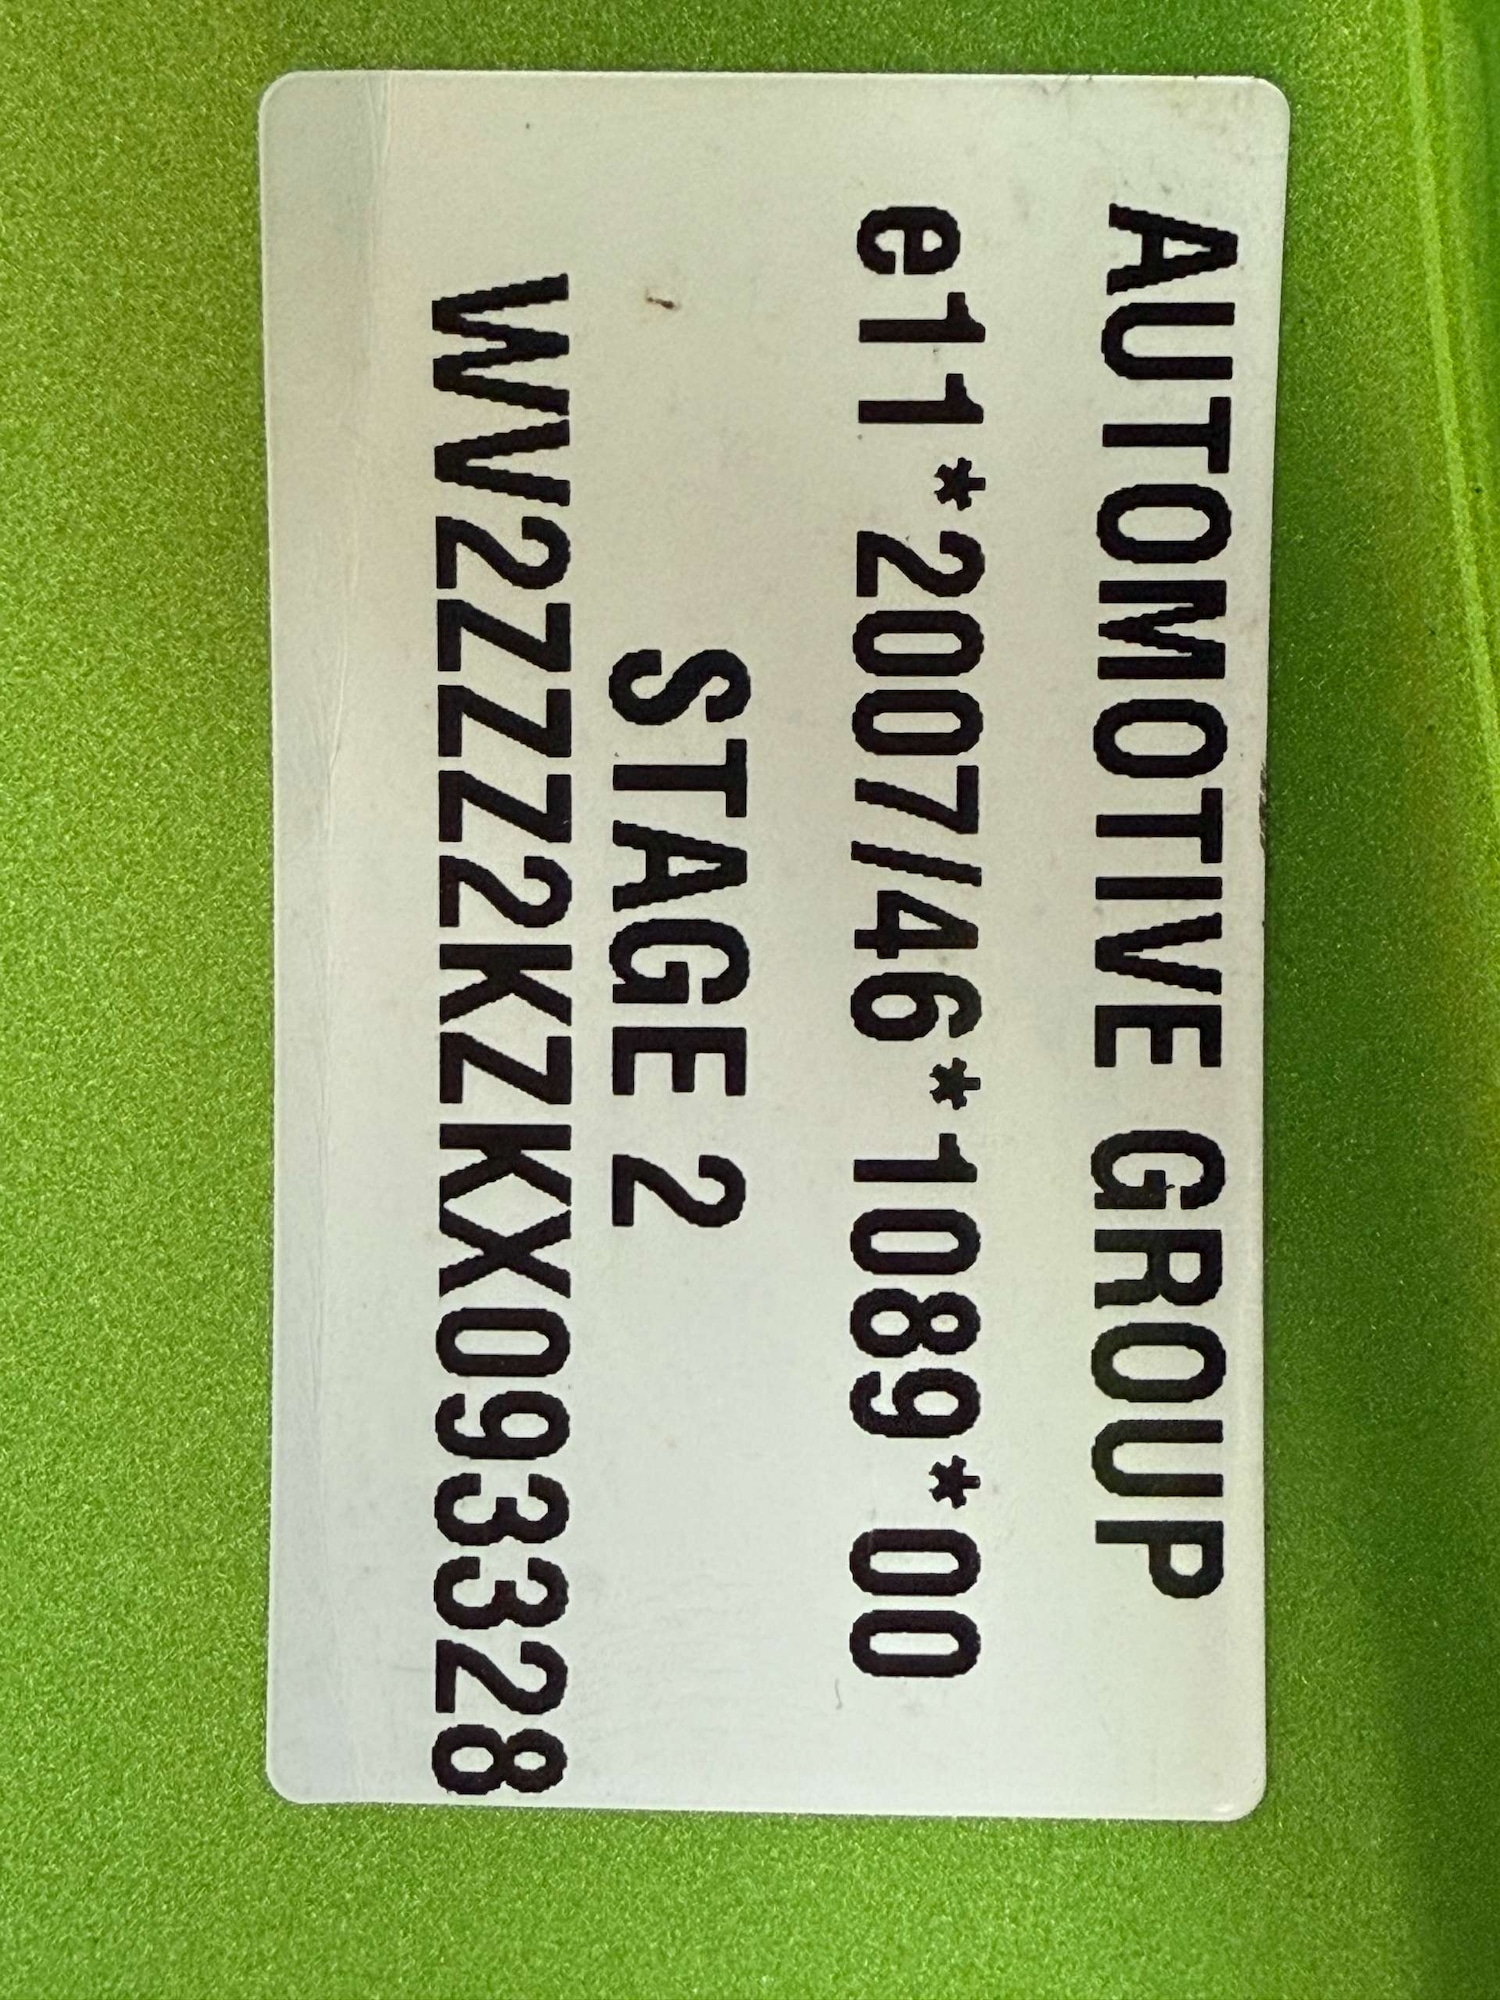 AUTOMOTIVE GROUP
e11*2007/46*1089*00
STAGE 2
WV2ZZZ2KZKX093328